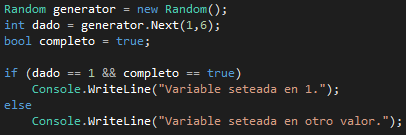 Random generator = new Random();
int dado = generator.Next(1,6);
bool completo = true;

if (dado == 1 && completo == true)
    Console.WriteLine("Variable seteada en 1.");
else
    Console.WriteLine("Variable seteada en otro valor.");